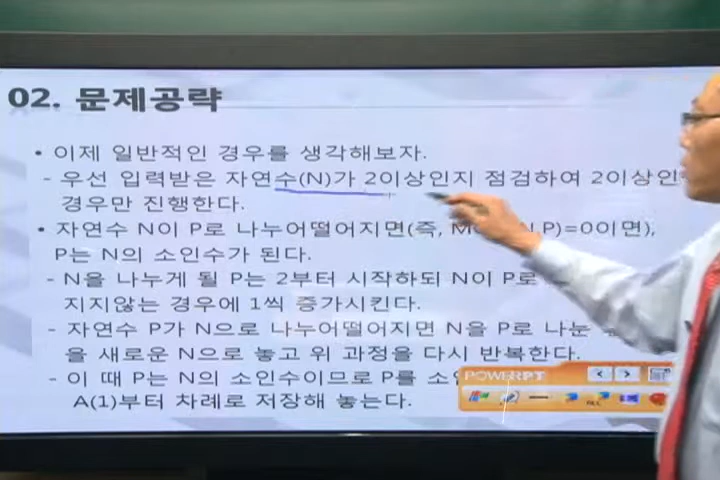 02. 문제공략
• 이제 일반적인 경우를 생각해보자.
- 우선 입력받은 자연수(N)가 2이상인지 점검하여 2이상인
경우만 진행한다.
• 자연수 N이 P로 나누어떨어지면(즉, P)=0이면),
P는 N의 소인수가 된다.
- N을 나누게 될 P는 2부터 시작하되 N이 P로
지지않는 경우에 1씩 증가시킨다.
- 자연수 P가 N으로 나누어떨어지면 N을 P로 나눈
을 새로운 N으로 놓고 위 과정을 다시 반복한다.
- 이 때 P는 N의 소인수이므로 P를
A(1)부터 차례로 저장해 놓는다.
POWERPT